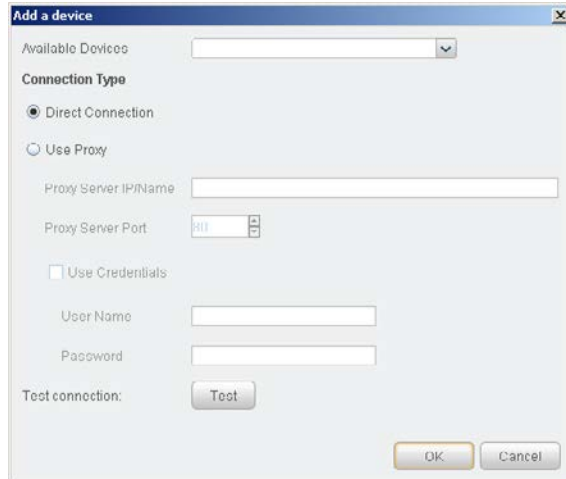 Add a device
Available Devices
Connection Type
Direct Connection
Use Proxy
Proxy Server IP/Name
Proxy Server Port 80
Use Credentials
User Name
Password
Test connection: Test
OK Cancel